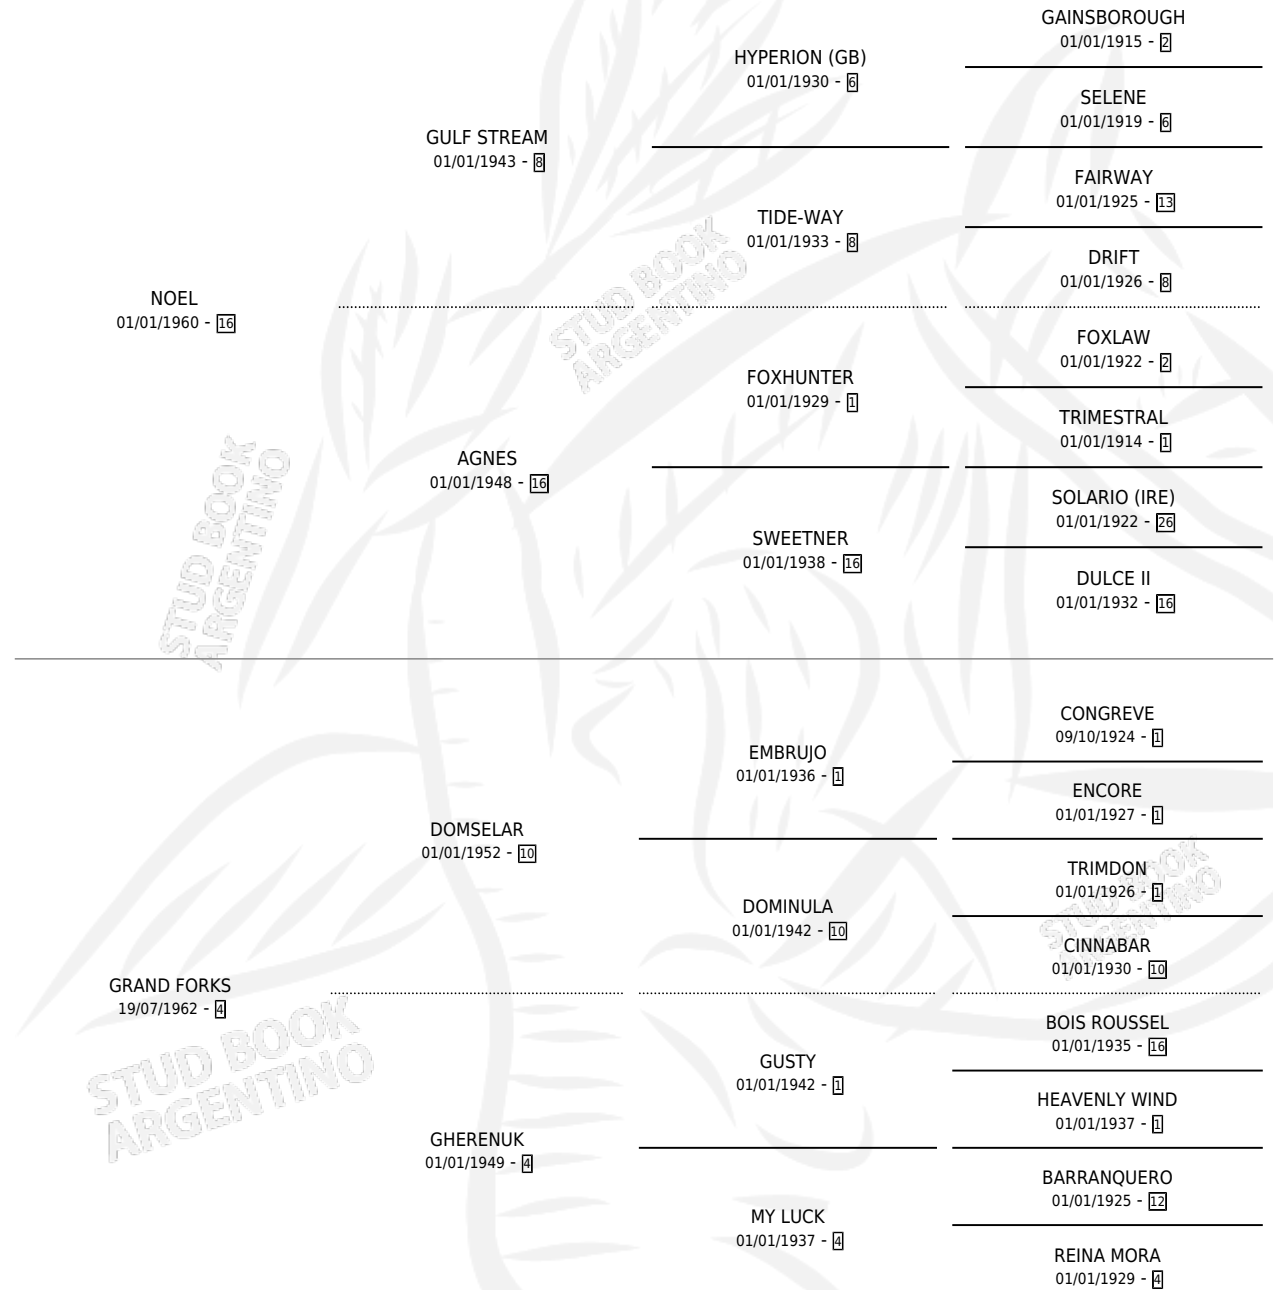 NOEL
01/01/1960 - 16
GULF STREAM
01/01/1943 - 8
HYPERION (GB)
01/01/1930 - 6
GAINSBOROUGH
01/01/1915 - 2
SELENE
01/01/1919 - 6
TIDE-WAY
01/01/1933 - 8
FAIRWAY
01/01/1925 - 13
DRIFT
01/01/1926 - 8
AGNES
01/01/1948 - 16
FOXHUNTER
01/01/1929 - 1
FOXLAW
01/01/1922 - 2
TRIMESTRAL
01/01/1914 - 1
SWEETNER
01/01/1938 - 16
SOLARIO (IRE)
01/01/1922 - 26
DULCE II
01/01/1932 - 16
GRAND FORKS
19/07/1962 - 4
DOMSELAR
01/01/1952 - 10
EMBRUJO
01/01/1936 - 1
CONGREVE
09/10/1924 - 1
ENCORE
01/01/1927 - 1
DOMINULA
01/01/1942 - 10
TRIMDON
01/01/1926 - 1
CINNABAR
01/01/1930 - 10
GHERENUK
01/01/1949 - 4
GUSTY
01/01/1942 - 1
BOIS ROUSSEL
01/01/1935 - 16
HEAVENLY WIND
01/01/1937 - 1
MY LUCK
01/01/1937 - 4
BARRANQUERO
01/01/1925 - 12
REINA MORA
01/01/1929 - 4
STUD BOOK
ARGENTINO
STUD BOOK
ARGENTINO
STUD BOOK
ARGENTINO
STUD BOOK
ARGENTINO